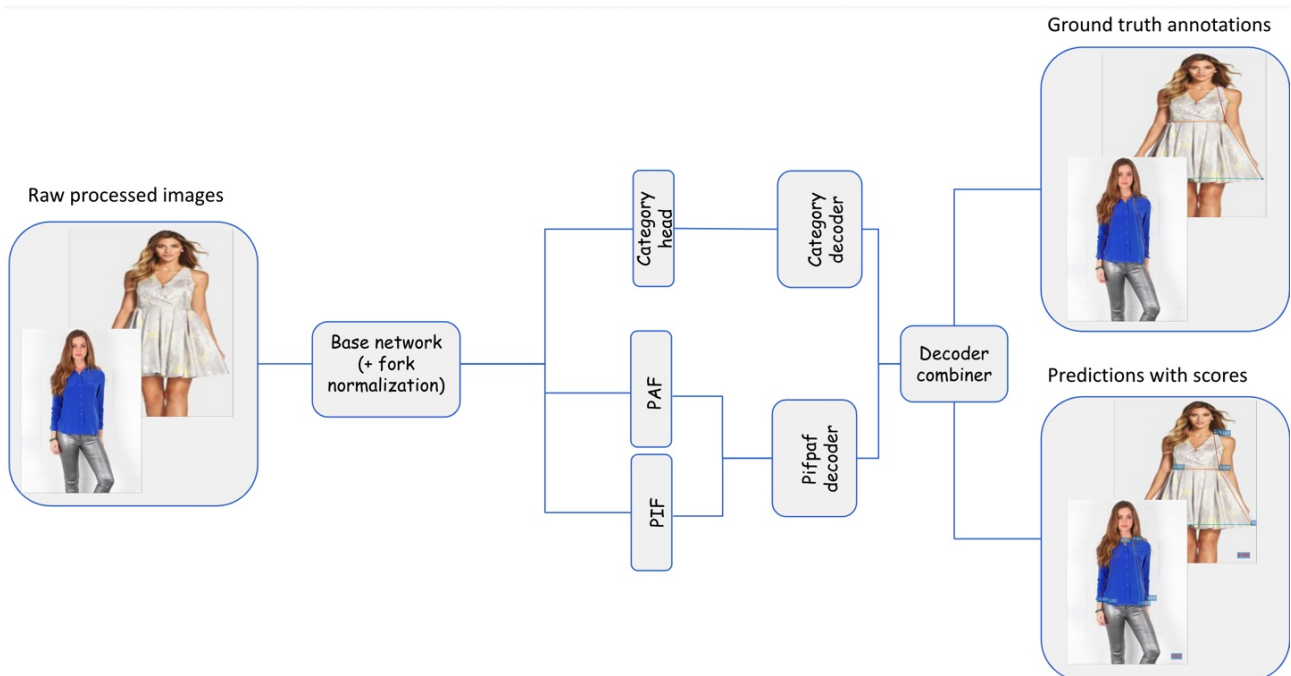 Ground truth annotations
Raw processed images
Category
head
Category
decoder
Base network
(+ fork
normalization)
PAF
PIF
Pifpaf
decoder
Decoder
combiner
Predictions with scores